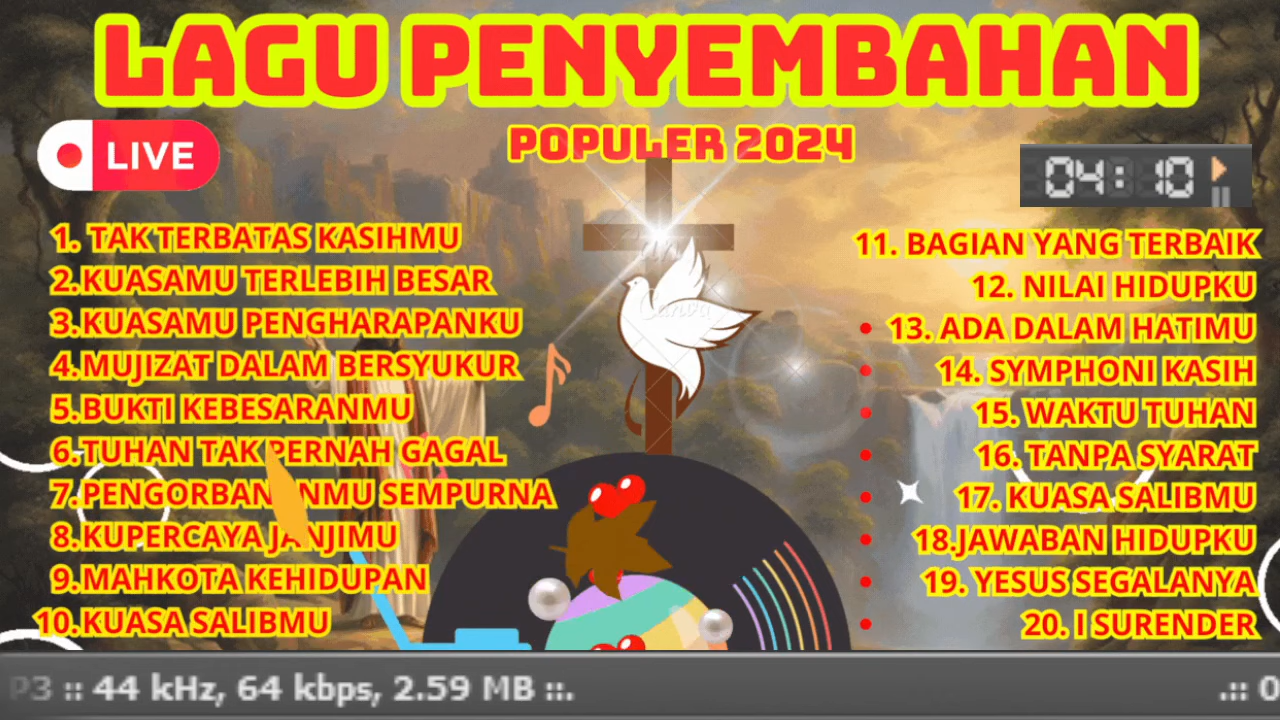 LAGU PENYEMBAHAN
POPULER 2024
LIVE
04:10
1. TAK TERBATAS KASIHMU
2.KUASAMU TERLEBIH BESAR
3.KUASAMU PENGHARAPANKU
4.MUJIZAT DALAM BERSYUKUR
5.BUKTI KEBESARANMU
6.TUHAN TAK PERNAH GAGAL
7.PENGORBANANMU SEMPURNA
8.KUPERCAYA JANJIMU
9.MAHKOTA KEHIDUPAN
10.KUASA SALIBMU
11. BAGIAN YANG TERBAIK
12. NILAI HIDUPKU
13. ADA DALAM HATIMU
14. SYMPHONI KASIH
15. WAKTU TUHAN
16. TANPA SYARAT
17. KUASA SALIBMU
18.JAWABAN HIDUPKU
19. YESUS SEGALANYA
20. I SURENDER
Canva
P3 :: 44 kHz, 64 kbps, 2.59 MB ::.
.:: 0